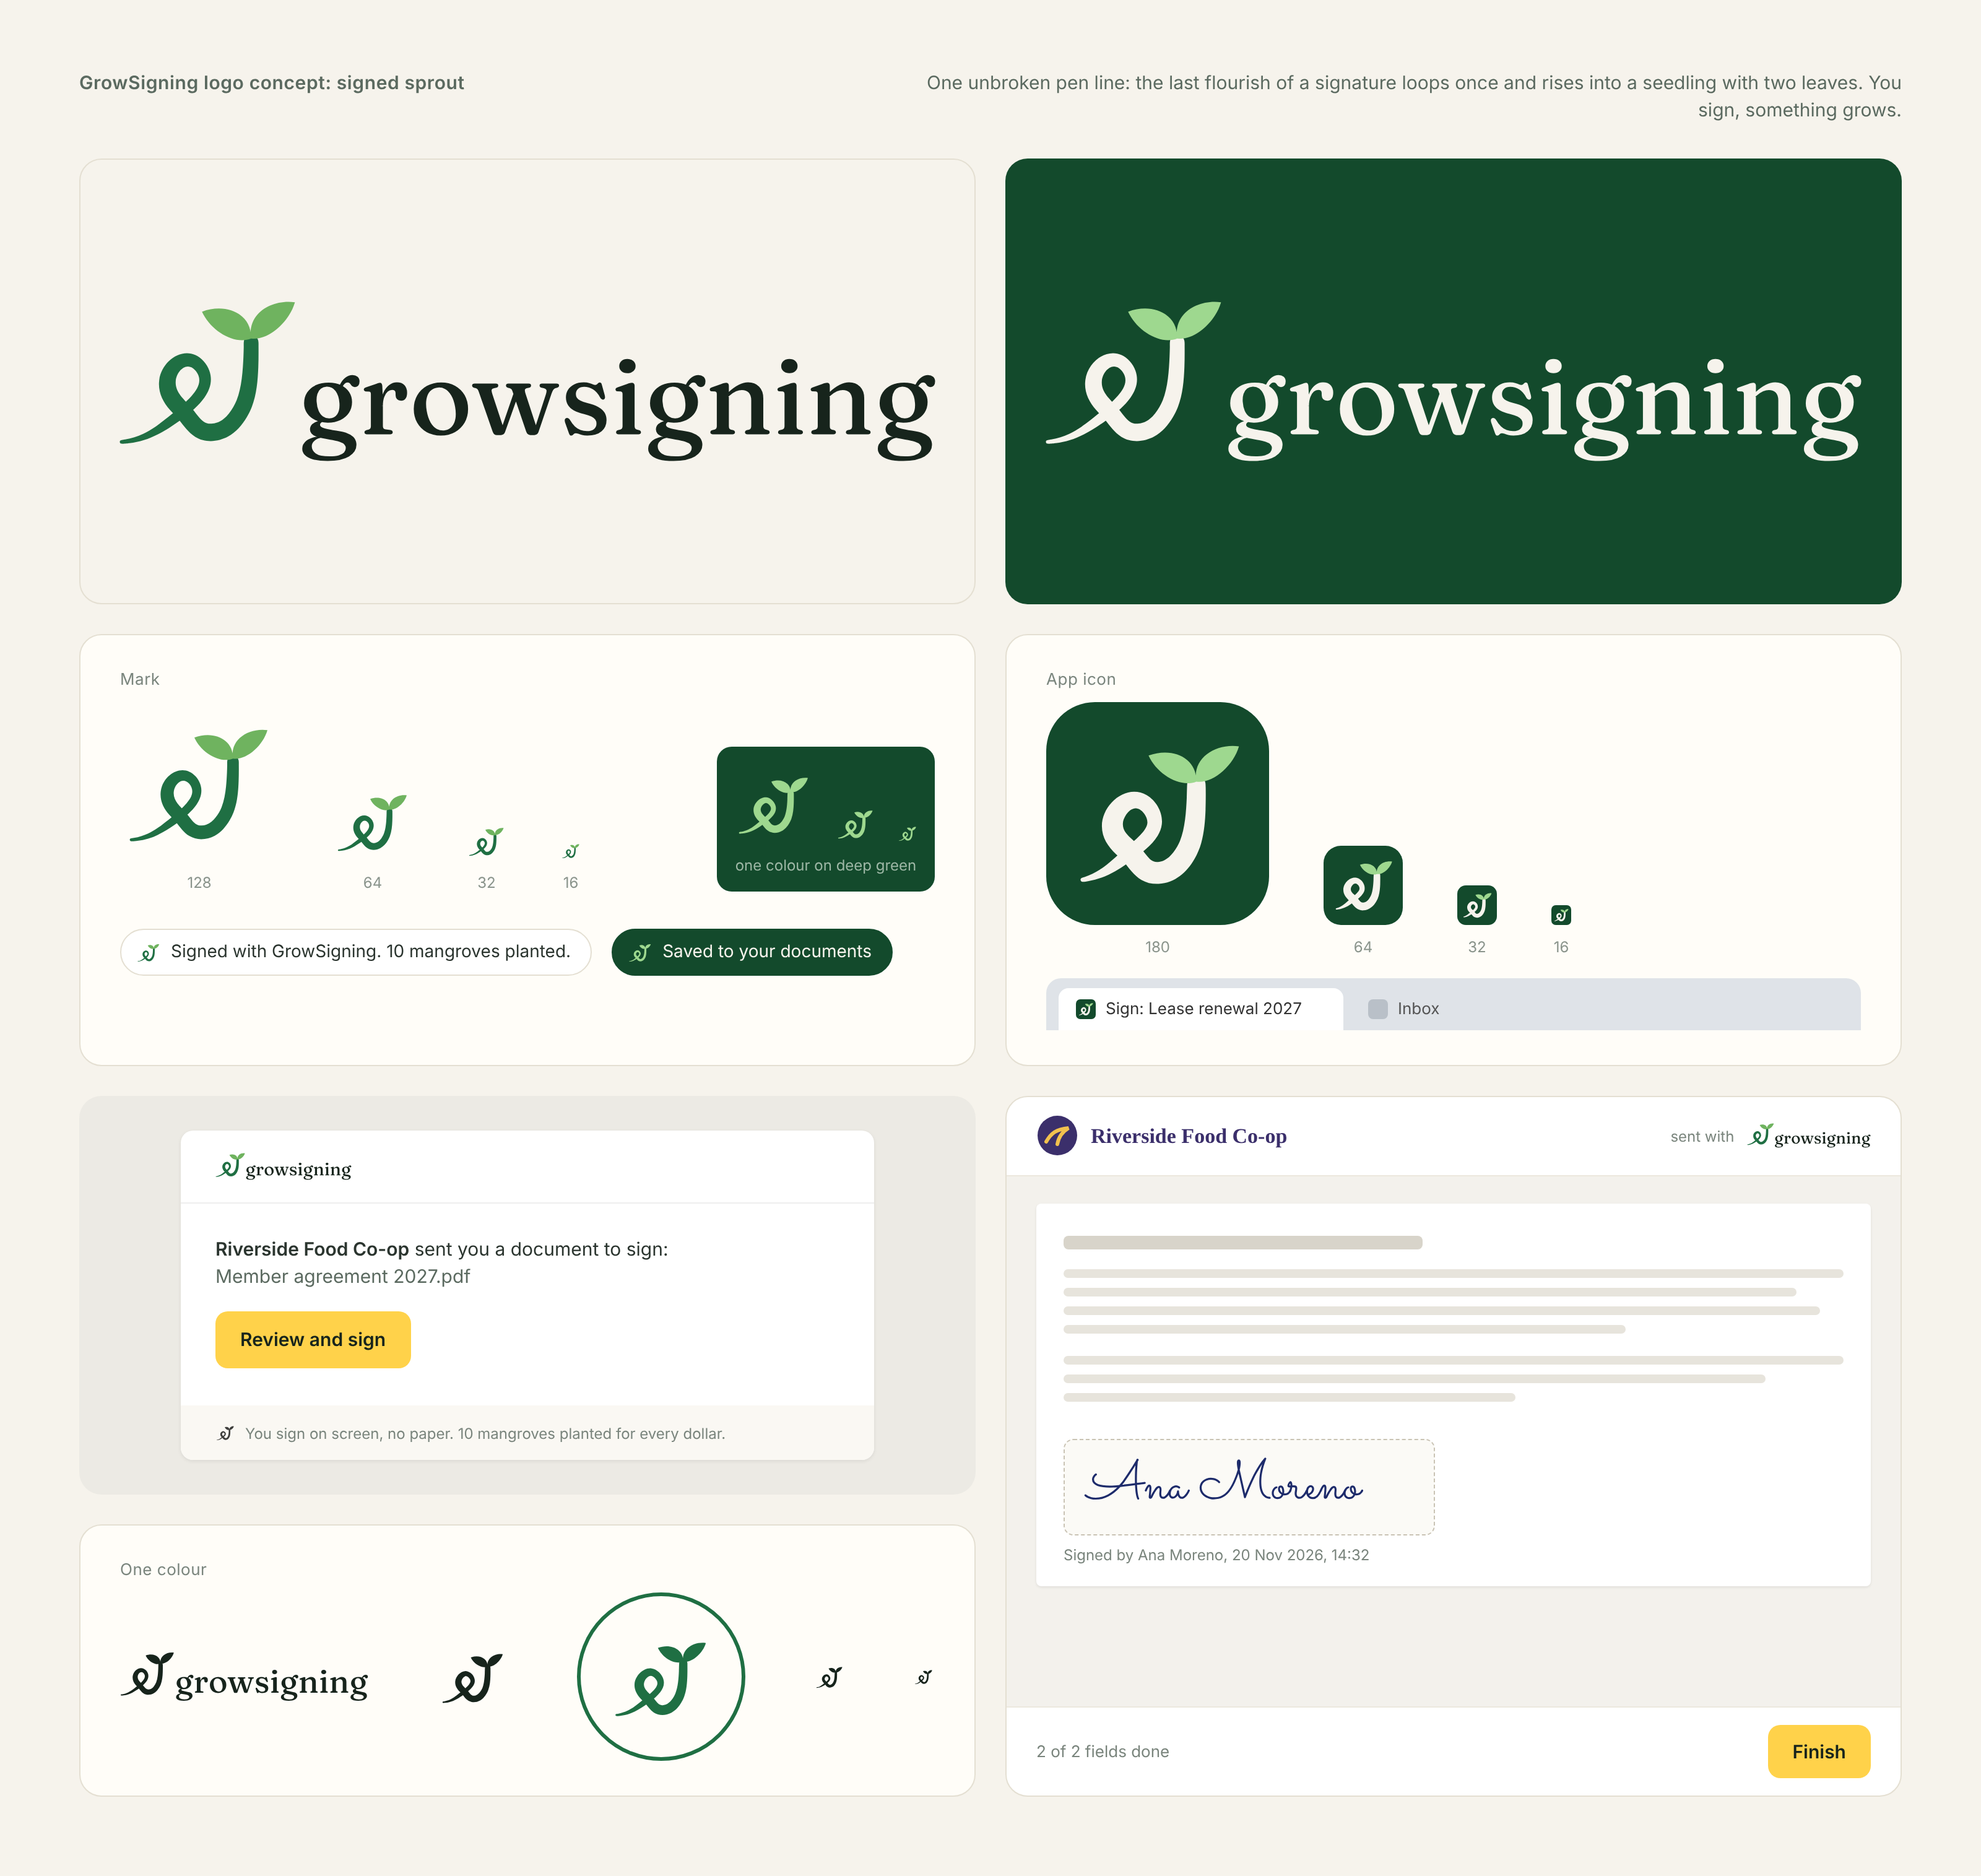 GrowSigning logo concept: signed sprout
One unbroken pen line: the last flourish of a signature loops once and rises into a seedling with two leaves. You
sign, something grows.
growsigning
growsigning
Mark
128
64
32
16
one colour on deep green
Signed with GrowSigning. 10 mangroves planted.
Saved to your documents
App icon
180
64
32
16
Sign: Lease renewal 2027
Inbox
growsigning
Riverside Food Co-op sent you a document to sign:
Member agreement 2027.pdf
Review and sign
You sign on screen, no paper. 10 mangroves planted for every dollar.
One colour
growsigning
Riverside Food Co-op
sent with
growsigning
Ana Moreno
Signed by Ana Moreno, 20 Nov 2026, 14:32
2 of 2 fields done
Finish